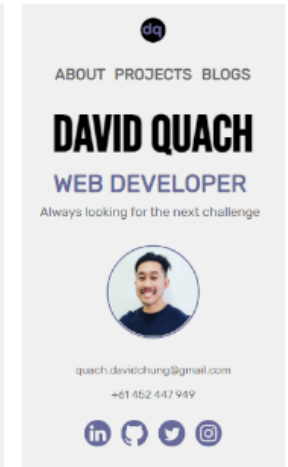 dq
ABOUT PROJECTS BLOGS
DAVID QUACH
WEB DEVELOPER
Always looking for the next challenge
quach.davidchung@gmail.com
+61 452 447 949
in